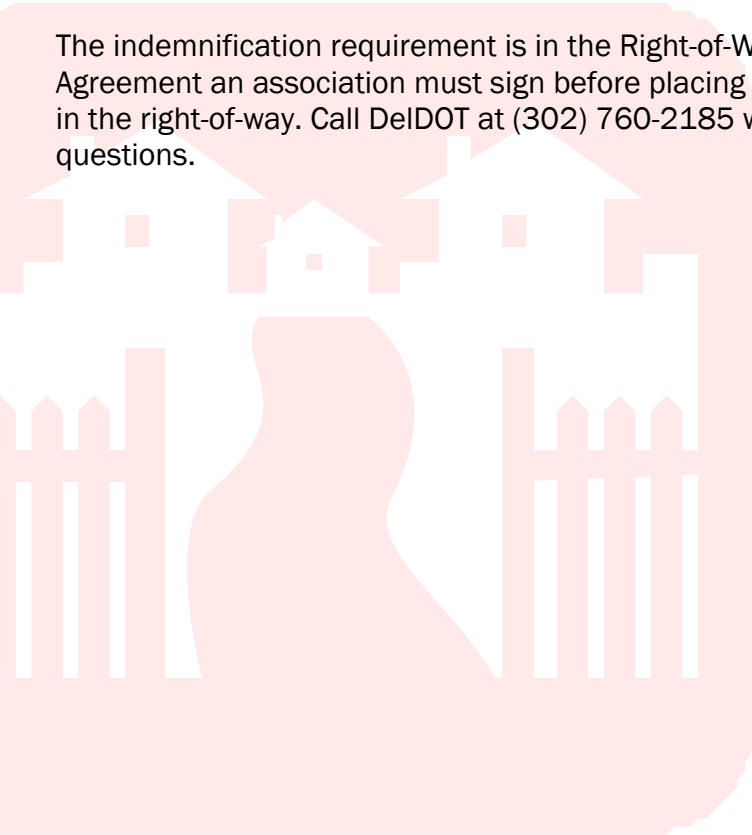 The indemnification requirement is in the Right-of-W
Agreement an association must sign before placing
in the right-of-way. Call DelDOT at (302) 760-2185 w
questions.